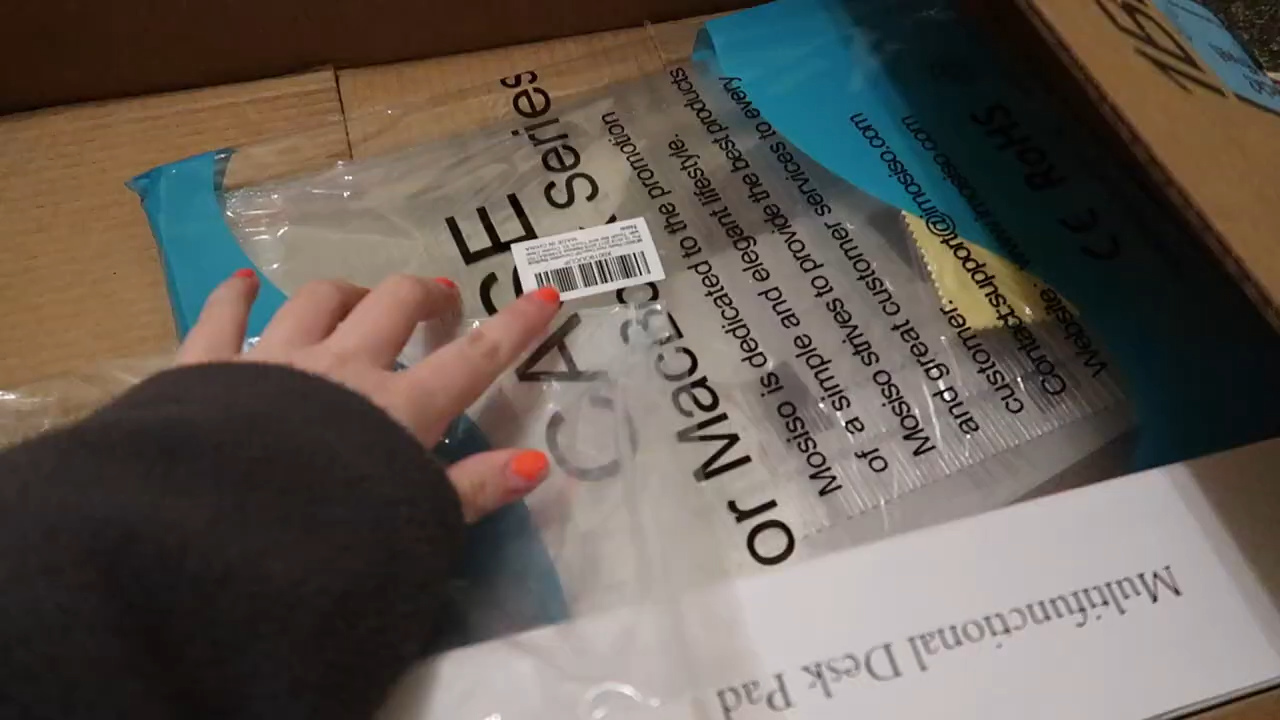 CASE
for MacBook series
Mosiso is dedicated to the promotion
of a simple and elegant lifestyle.
Mosiso strives to provide the best products
and great customer services to every
customer.
Contact:support@imosiso.com
Website: www.mosiso.com
CE RoHS
MADE IN CHINA
Multifunctional Desk Pad